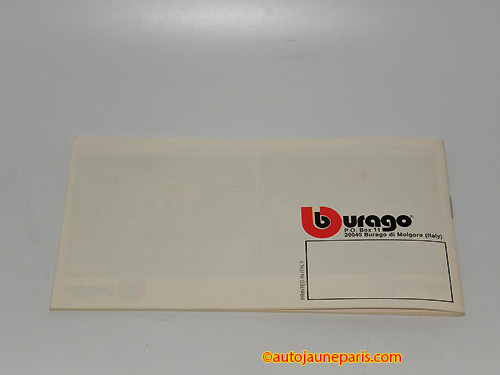 burago
P.O. Box 11
20040 Burago di Molgora (Italy)
PRINTED IN ITALY
©autojauneparis.com